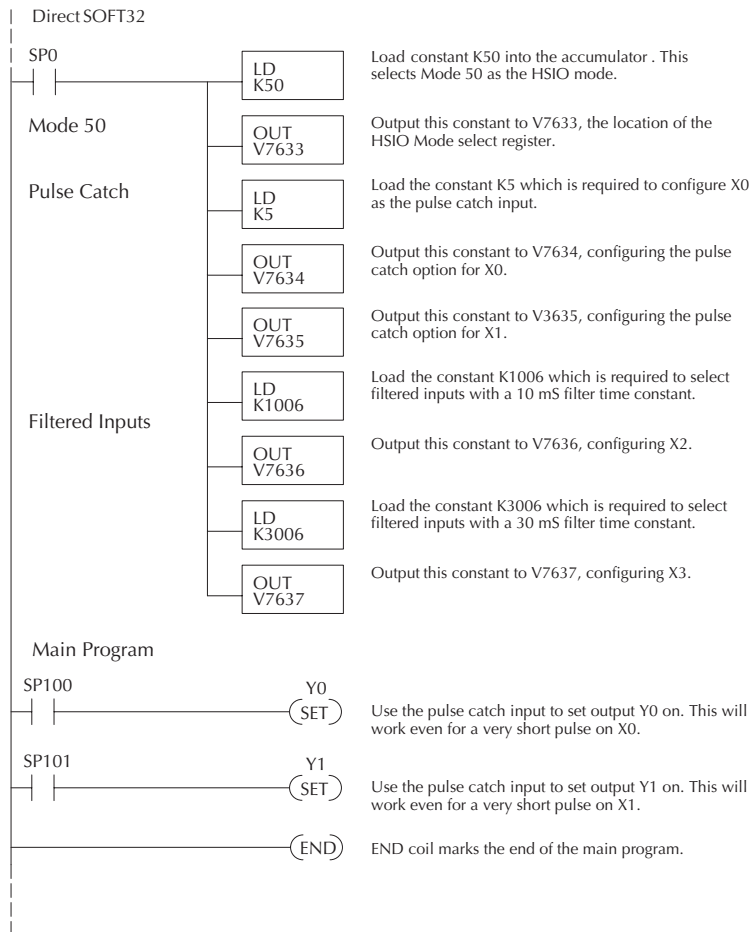 DirectSOFT32
SP0
LD
K50
Load constant K50 into the accumulator . This
selects Mode 50 as the HSIO mode.
Mode 50
OUT
V7633
Output this constant to V7633, the location of the
HSIO Mode select register.
Pulse Catch
LD
K5
Load the constant K5 which is required to configure X0
as the pulse catch input.
OUT
V7634
Output this constant to V7634, configuring the pulse
catch option for X0.
OUT
V7635
Output this constant to V3635, configuring the pulse
catch option for X1.
LD
K1006
Load the constant K1006 which is required to select
filtered inputs with a 10 mS filter time constant.
Filtered Inputs
OUT
V7636
Output this constant to V7636, configuring X2.
LD
K3006
Load the constant K3006 which is required to select
filtered inputs with a 30 mS filter time constant.
OUT
V7637
Output this constant to V7637, configuring X3.
Main Program
SP100
Y0
SET
Use the pulse catch input to set output Y0 on. This will
work even for a very short pulse on X0.
SP101
Y1
SET
Use the pulse catch input to set output Y1 on. This will
work even for a very short pulse on X1.
END
END coil marks the end of the main program.